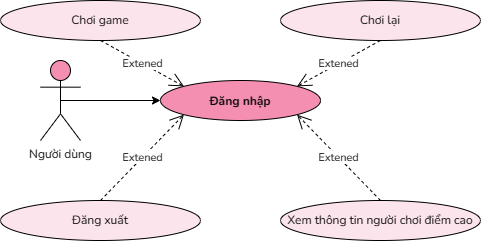 Chơi game
Chơi lại
Extened
Extened
Đăng nhập
Người dùng
Extened
Extened
Đăng xuất
Xem thông tin người chơi điểm cao